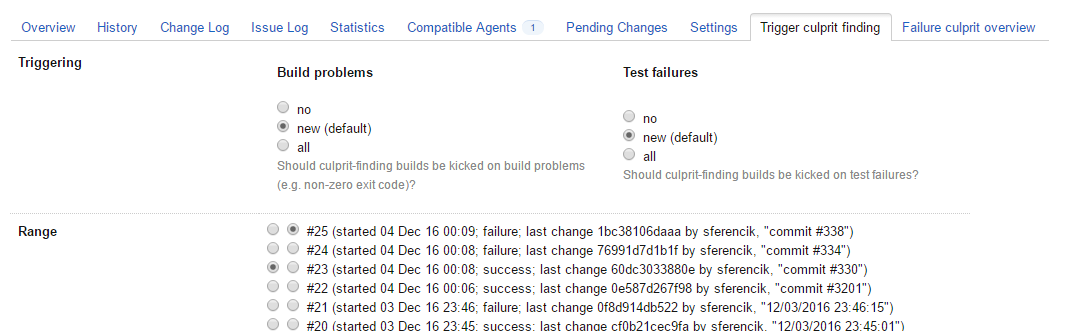 Overview History Change Log Issue Log Statistics Compatible Agents 1 Pending Changes Settings Trigger culprit finding Failure culprit overview
Triggering
Build problems
no
new (default)
all
Should culprit-finding builds be kicked on build problems
(e.g. non-zero exit code)?
Test failures
no
new (default)
all
Should culprit-finding builds be kicked on test failures?
Range
#25 (started 04 Dec 16 00:09; failure; last change 1bc38106daaa by sferencik, "commit #338")
#24 (started 04 Dec 16 00:08; failure; last change 76991d7d1b1f by sferencik, "commit #334")
#23 (started 04 Dec 16 00:08; success; last change 60dc3033880e by sferencik, "commit #330")
#22 (started 04 Dec 16 00:06; success; last change 0e587d267f98 by sferencik, "commit #3201")
#21 (started 03 Dec 16 23:46; failure; last change 0f8d914db522 by sferencik, "12/03/2016 23:46:15")
#20 (started 03 Dec 16 23:45; success; last change cf0b21cec9fa by sferencik, "12/03/2016 23:45:01")